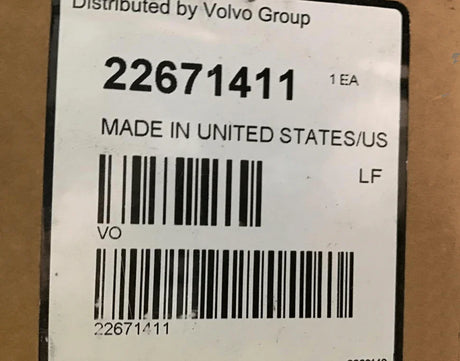 Distributed by Volvo Group
22671411 1 EA
MADE IN UNITED STATES/US
LF
VO
22671411